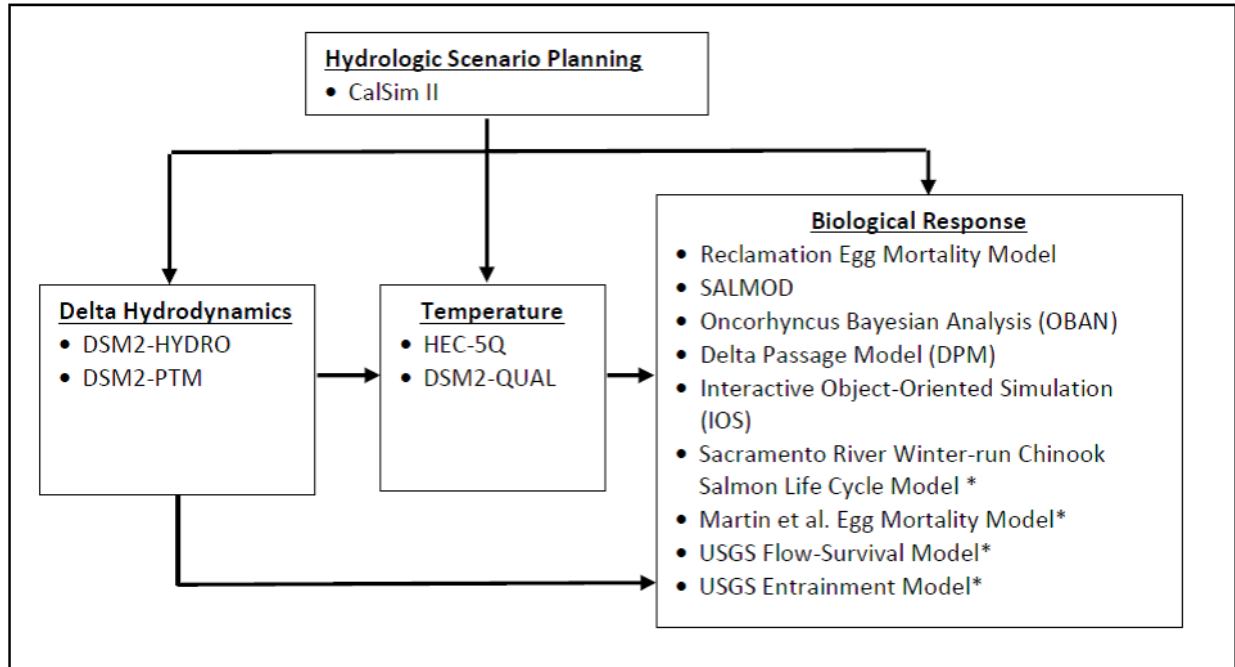 Hydrologic Scenario Planning
• CalSim II
Delta Hydrodynamics
• DSM2-HYDRO
• DSM2-PTM
Temperature
• HEC-5Q
• DSM2-QUAL
Biological Response
• Reclamation Egg Mortality Model
• SALMOD
• Oncorhyncus Bayesian Analysis (OBAN)
• Delta Passage Model (DPM)
• Interactive Object-Oriented Simulation
(IOS)
• Sacramento River Winter-run Chinook
Salmon Life Cycle Model *
• Martin et al. Egg Mortality Model*
• USGS Flow-Survival Model*
• USGS Entrainment Model*